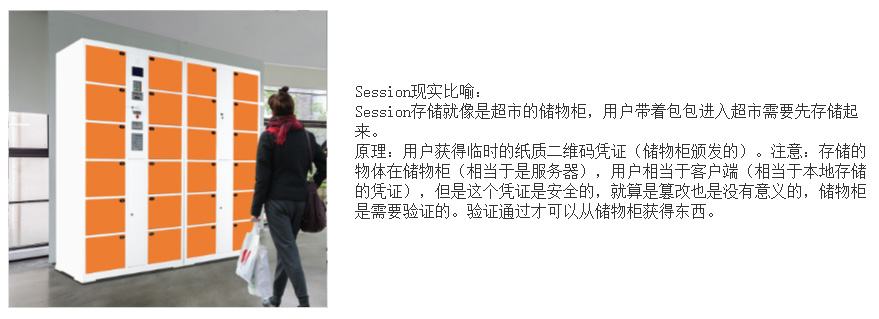 Session现实比喻：
Session存储就像是超市的储物柜，用户带着包包进入超市需要先存储起
来。
原理：用户获得临时的纸质二维码凭证（储物柜颁发的）。注意：存储的
物体在储物柜（相当于是服务器），用户相当于客户端（相当于本地存储
的凭证），但是这个凭证是安全的，就算是篡改也是没有意义的，储物柜
是需要验证的。验证通过才可以从储物柜获得东西。